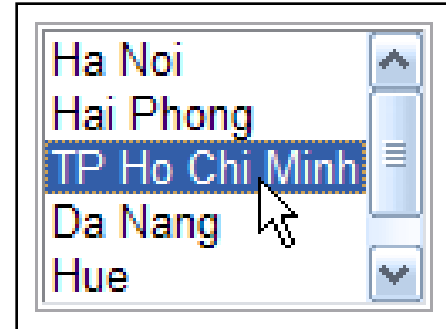 Ha Noi
Hai Phong
TP Ho Chi Minh
Da Nang
Hue